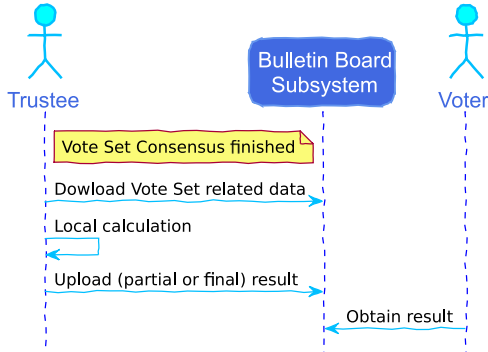 Trustee
Bulletin Board
Subsystem
Voter
Vote Set Consensus finished
Dowload Vote Set related data
Local calculation
Upload (partial or final) result
Obtain result